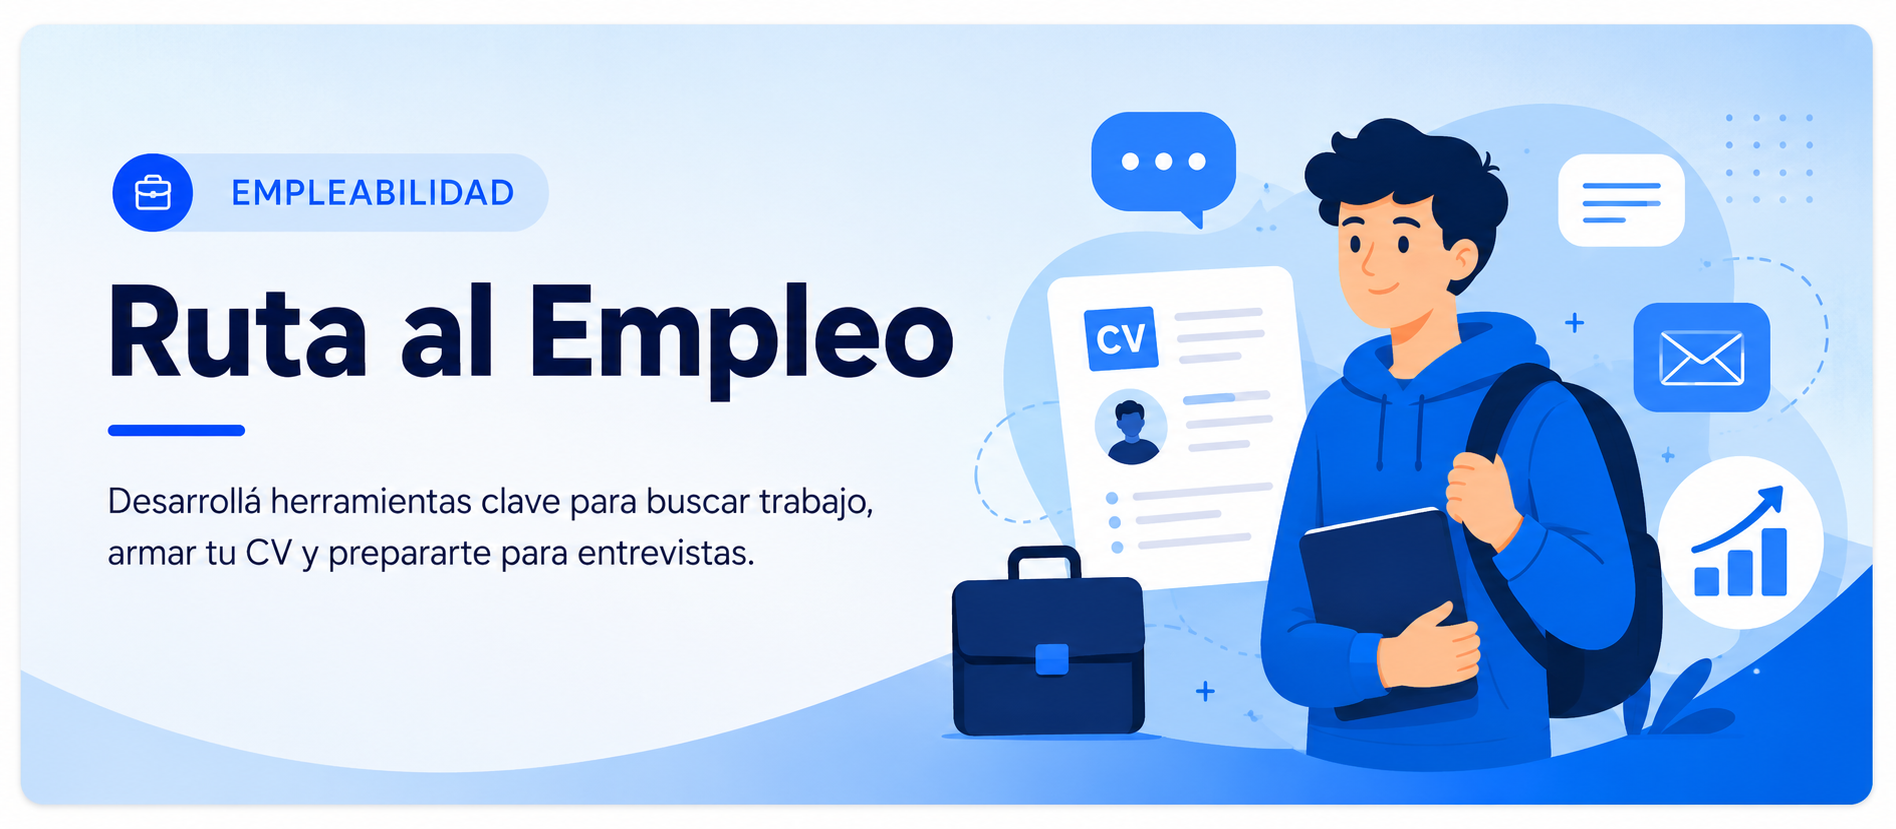 EMPLEABILIDAD
Ruta al Empleo
Desarrollá herramientas clave para buscar trabajo,
armar tu CV y prepararte para entrevistas.
CV